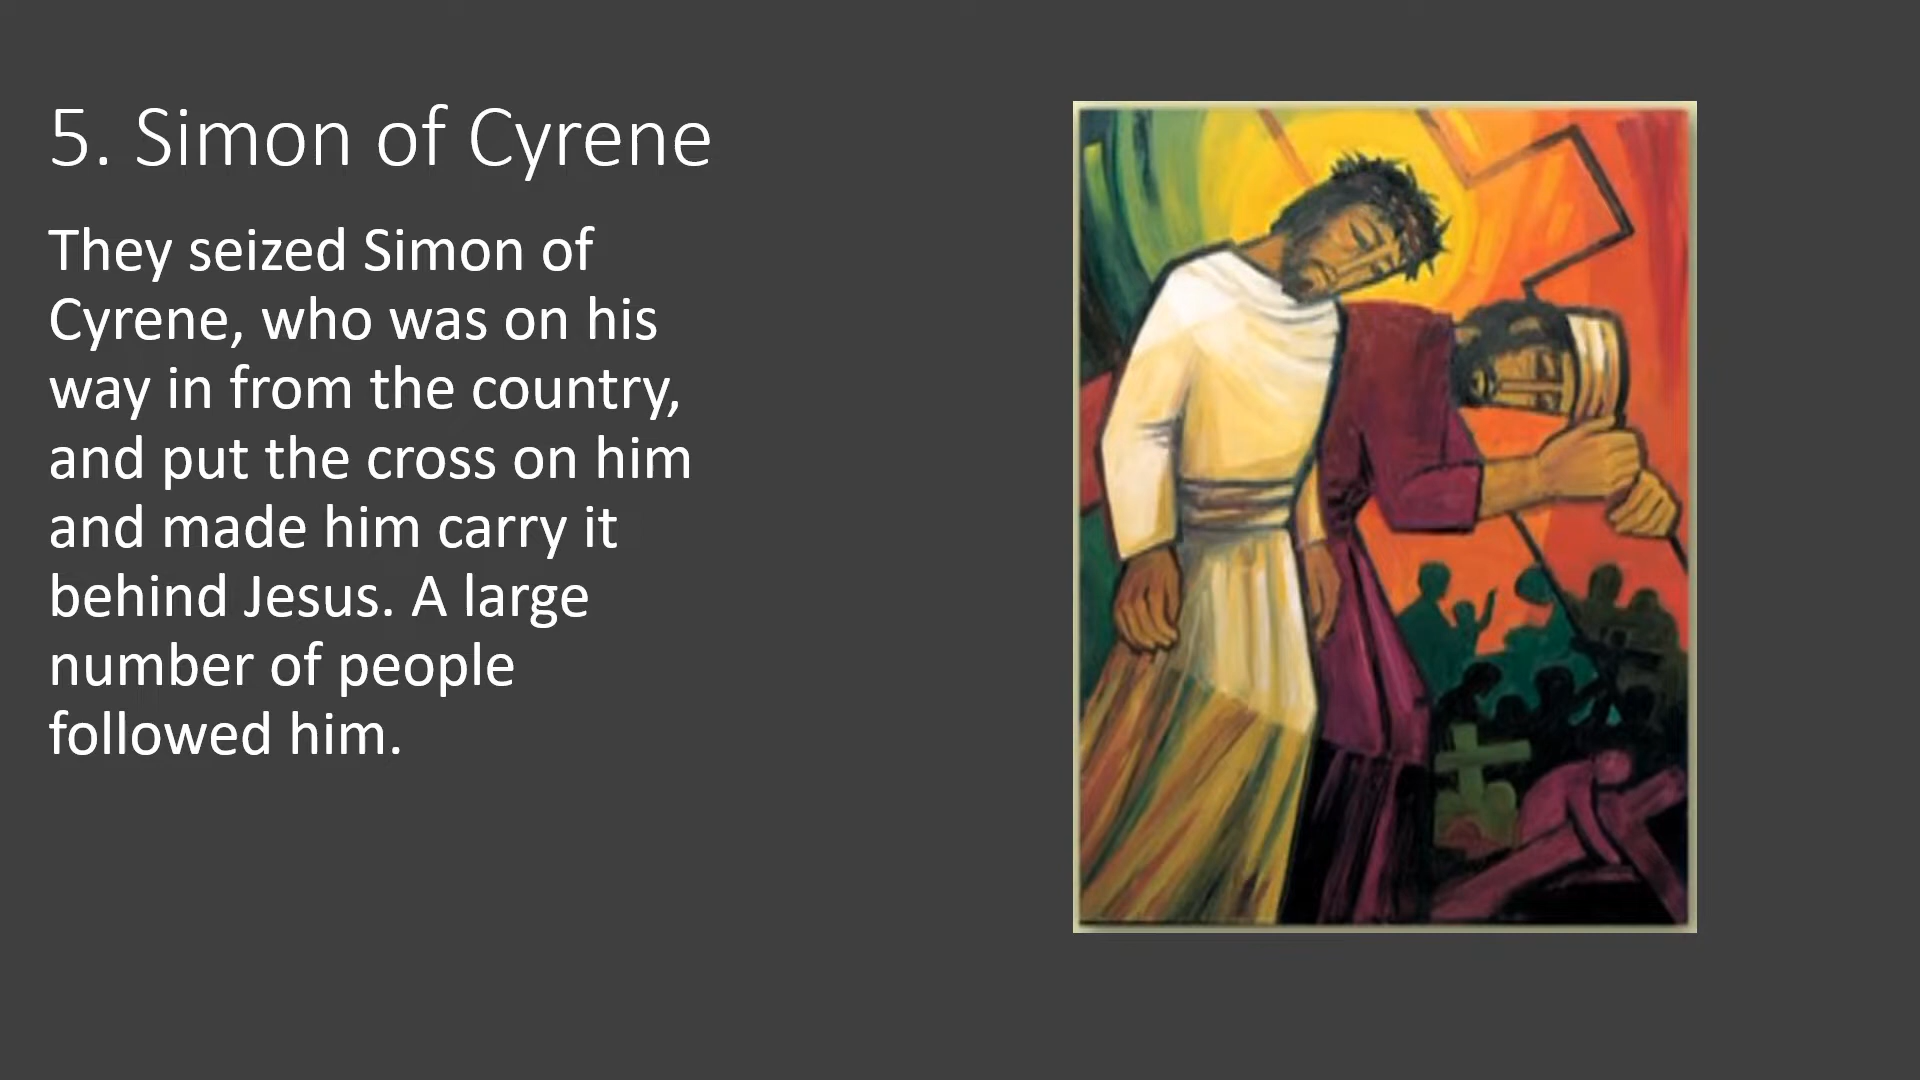 5. Simon of Cyrene
They seized Simon of
Cyrene, who was on his
way in from the country,
and put the cross on him
and made him carry it
behind Jesus. A large
number of people
followed him.